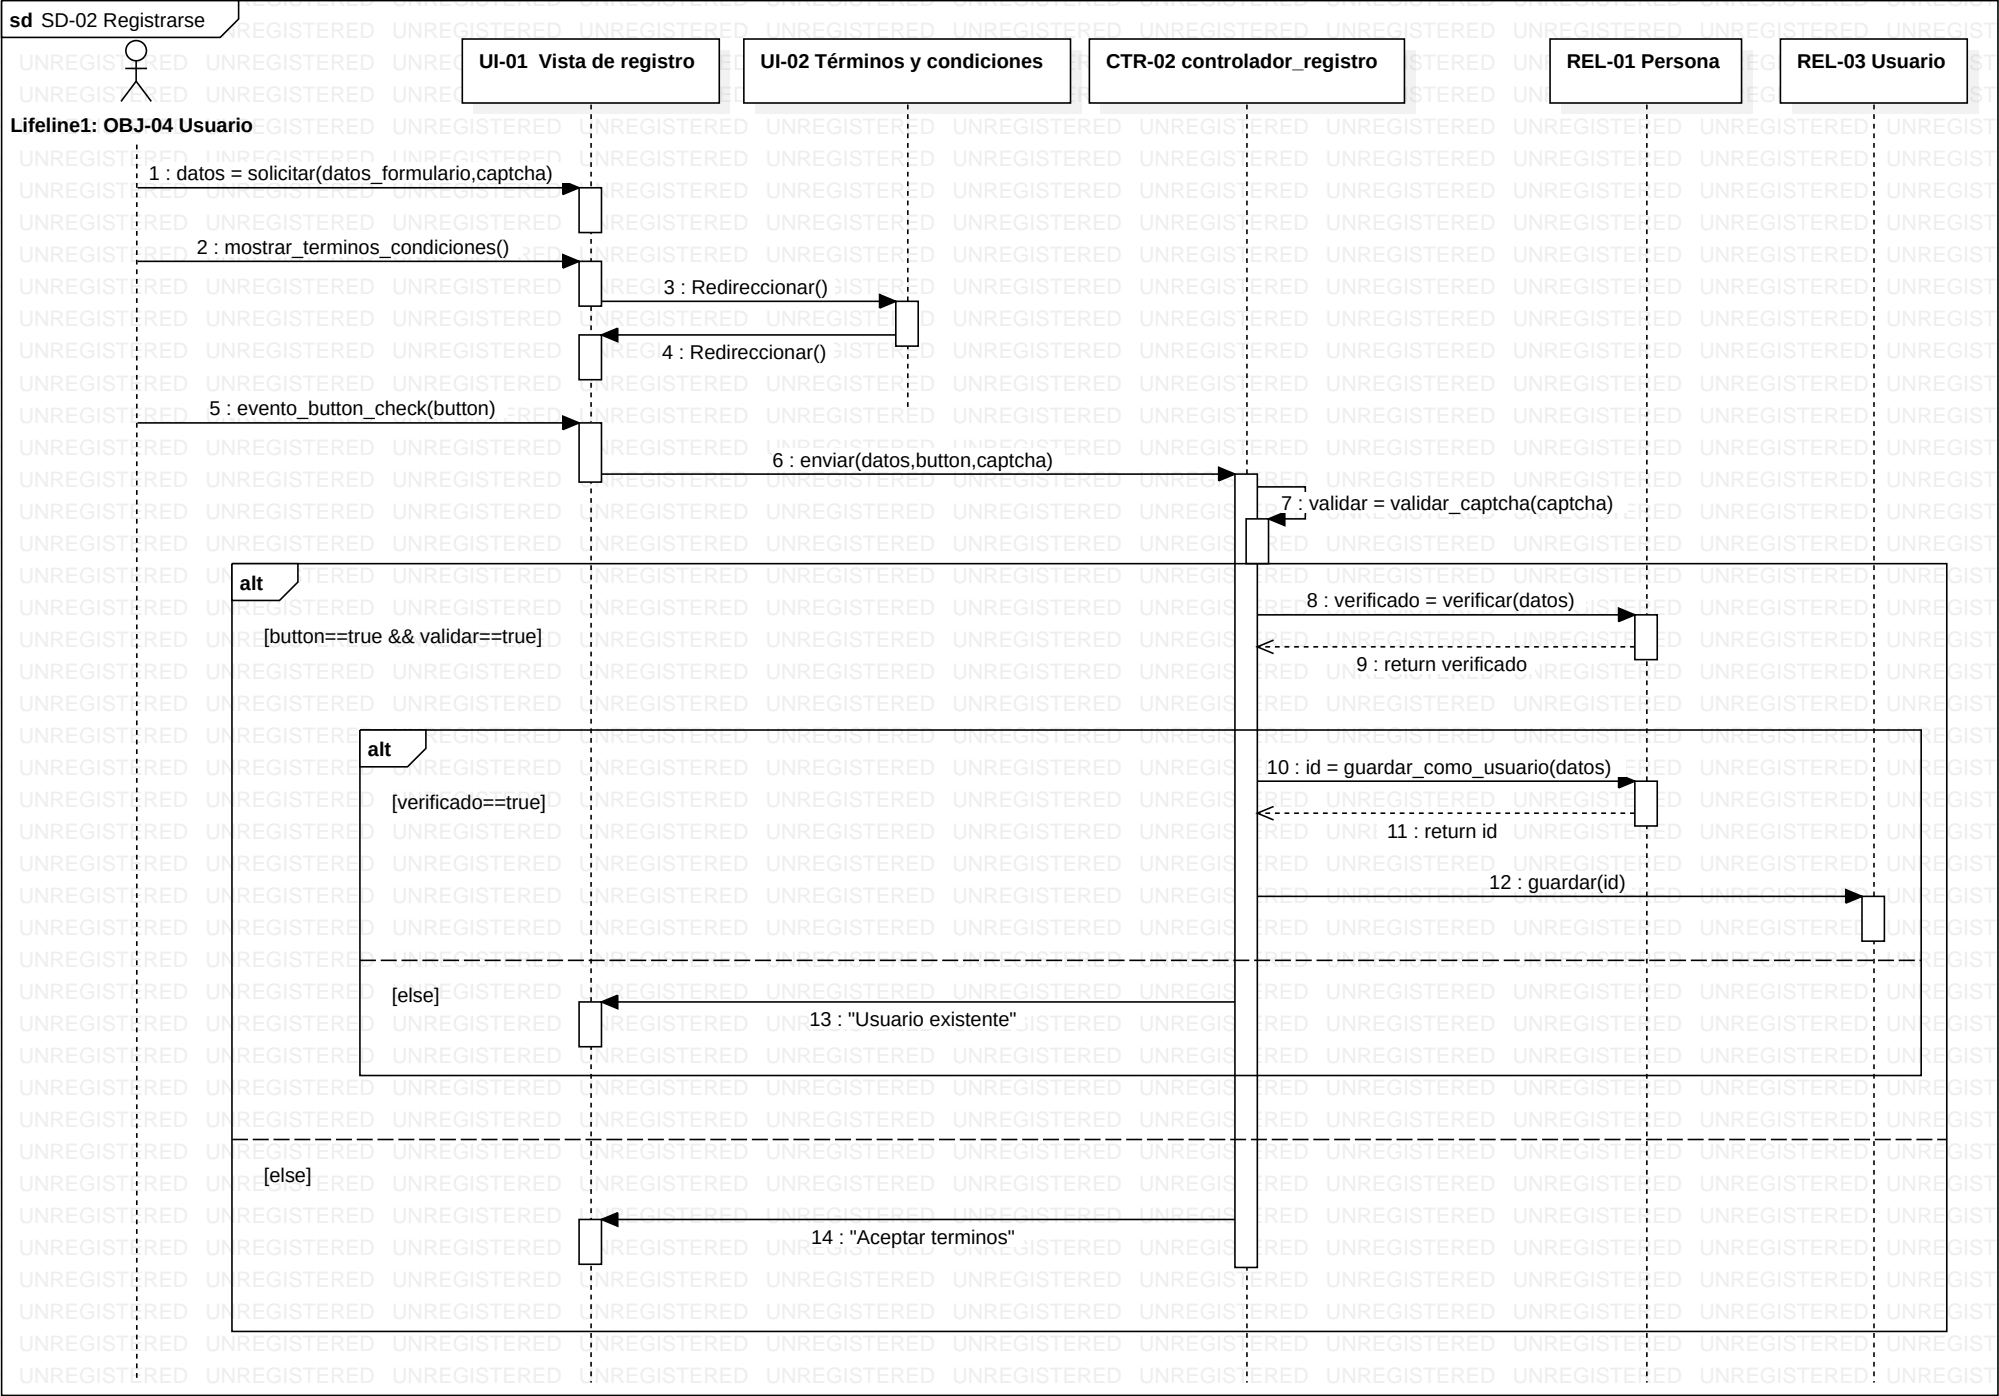 sd SD-02 Registrarse
UI-01 Vista de registro
UI-02 Términos y condiciones
CTR-02 controlador_registro
REL-01 Persona
REL-03 Usuario
Lifeline1: OBJ-04 Usuario
1 : datos = solicitar(datos_formulario,captcha)
2 : mostrar_terminos_condiciones()
3 : Redireccionar()
4 : Redireccionar()
5 : evento_button_check(button)
6 : enviar(datos,button,captcha)
7 : validar = validar_captcha(captcha)
alt
8 : verificado = verificar(datos)
[button==true && validar==true]
9 : return verificado
alt
10 : id = guardar_como_usuario(datos)
[verificado==true]
11 : return id
12 : guardar(id)
[else]
13 : "Usuario existente"
[else]
14 : "Aceptar terminos"
UNREGISTERED